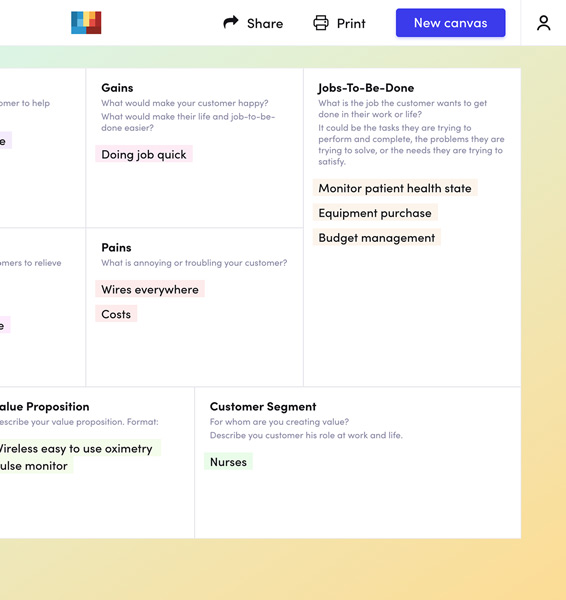 Share
Print
New canvas
omer to help
e
Gains
What would make your customer happy?
What would make their life and job-to-be-
done easier?
Doing job quick
Jobs-To-Be-Done
What is the job the customer wants to get
done in their work or life?
It could be the tasks they are trying to
perform and complete, the problems they are
trying to solve, or the needs they are trying to
satisfy.
Monitor patient health state
Equipment purchase
Budget management
omers to relieve
e
Pains
What is annoying or troubling your customer?
Wires everywhere
Costs
alue Proposition
escribe your value proposition. Format:
Wireless easy to use oximetry
ulse monitor
Customer Segment
For whom are you creating value?
Describe you customer his role at work and life.
Nurses